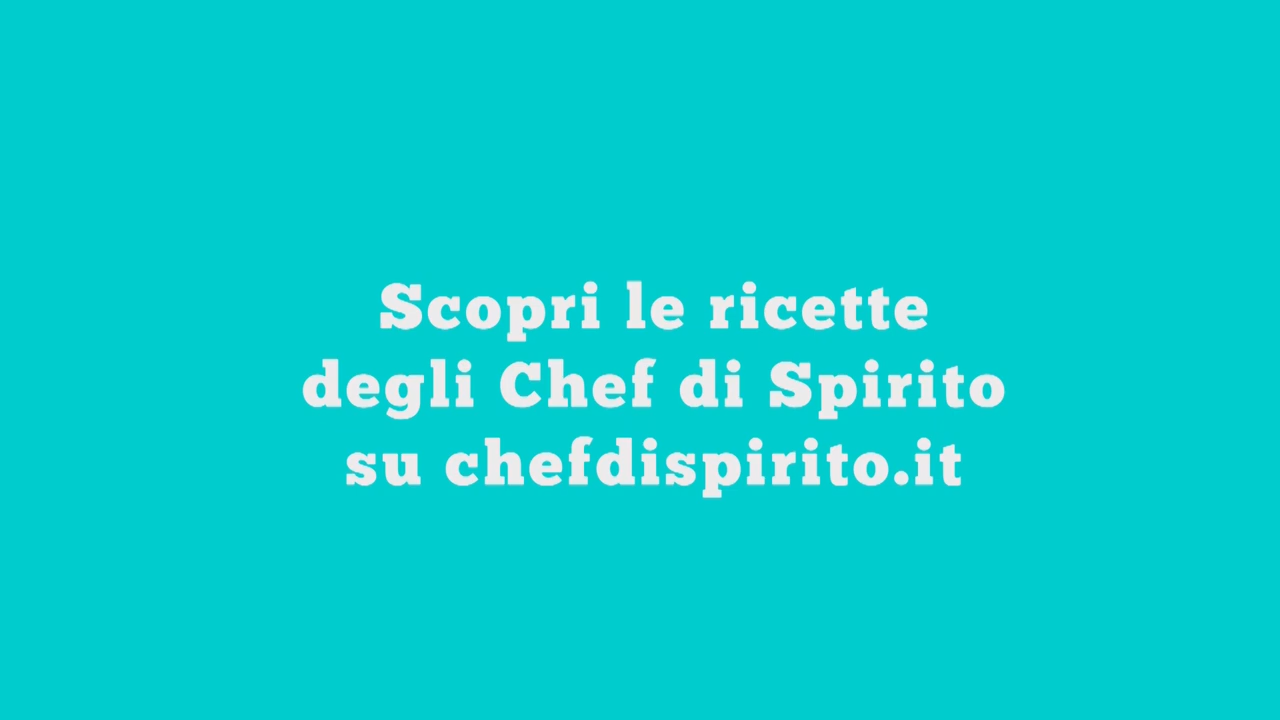 Scopri le ricette
degli Chef di Spirito
su chefdispirito.it